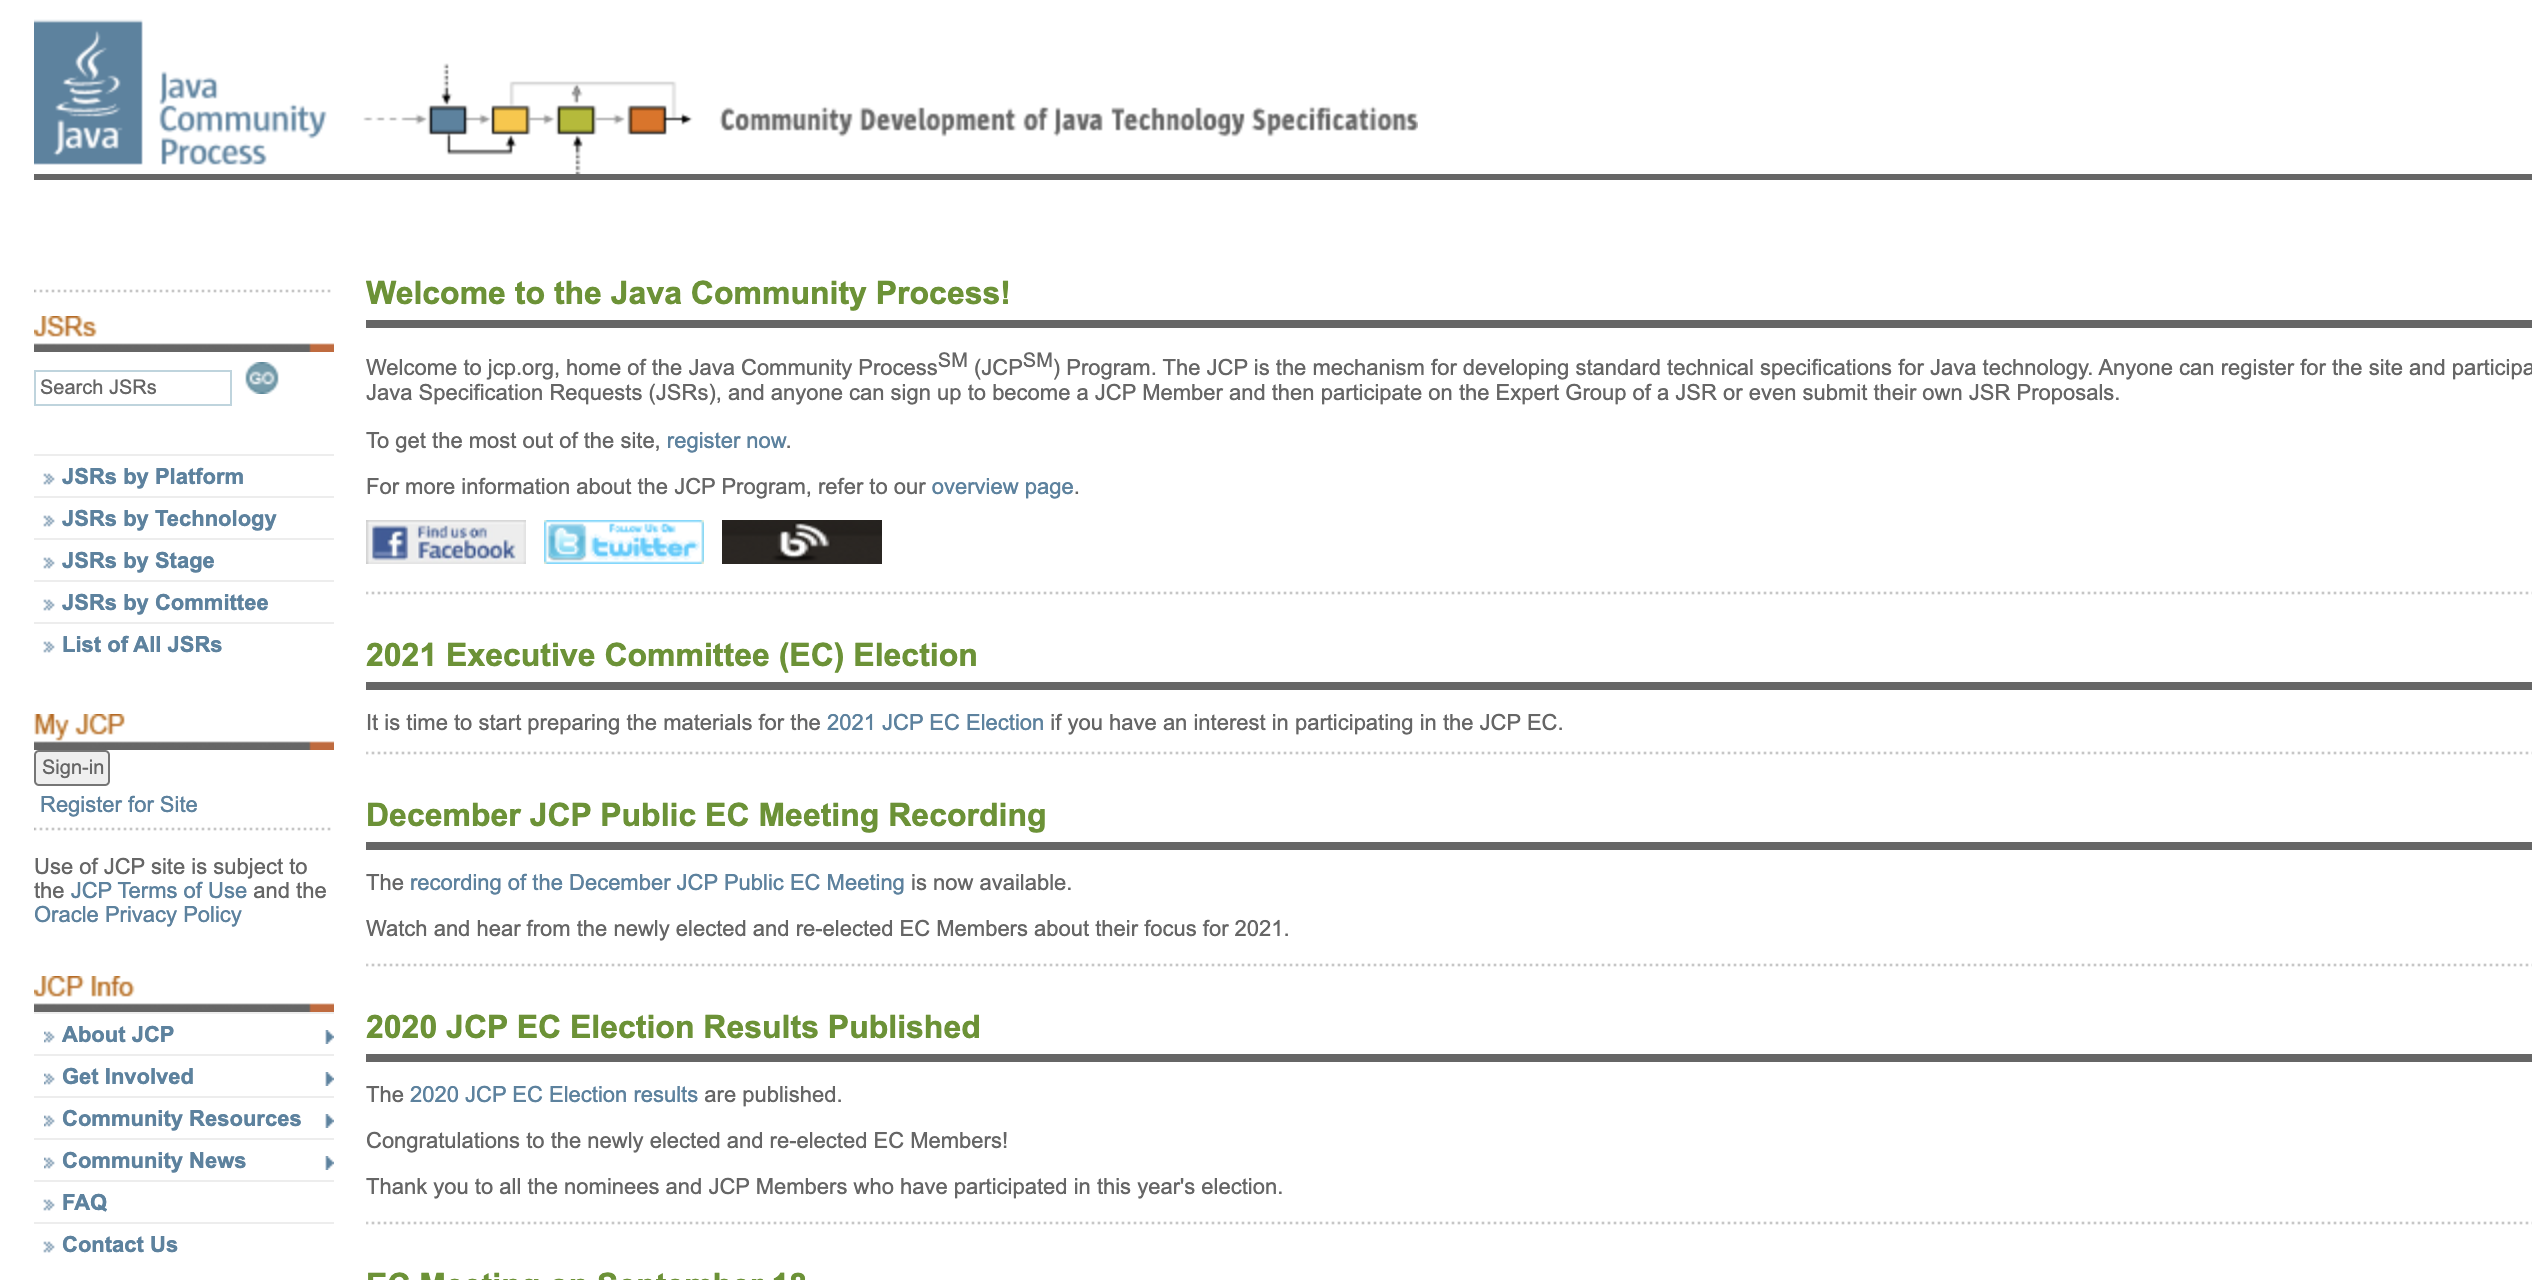 Java
Java
Community
Process
Community Development of Java Technology Specifications
JSRs
Search JSRs
GO
JSRs by Platform
JSRs by Technology
JSRs by Stage
JSRs by Committee
List of All JSRs
My JCP
Sign-in
Register for Site
Use of JCP site is subject to
the JCP Terms of Use and the
Oracle Privacy Policy
JCP Info
About JCP
Get Involved
Community Resources
Community News
FAQ
Contact Us
Welcome to the Java Community Process!
Welcome to jcp.org, home of the Java Community ProcessSM (JCPSM) Program. The JCP is the mechanism for developing standard technical specifications for Java technology. Anyone can register for the site and
Java Specification Requests (JSRs), and anyone can sign up to become a JCP Member and then participate on the Expert Group of a JSR or even submit their own JSR Proposals.
To get the most out of the site, register now.
For more information about the JCP Program, refer to our overview page.
Find us on
Facebook
Follow Us On
twitter
b
2021 Executive Committee (EC) Election
It is time to start preparing the materials for the 2021 JCP EC Election if you have an interest in participating in the JCP EC.
December JCP Public EC Meeting Recording
The recording of the December JCP Public EC Meeting is now available.
Watch and hear from the newly elected and re-elected EC Members about their focus for 2021.
2020 JCP EC Election Results Published
The 2020 JCP EC Election results are published.
Congratulations to the newly elected and re-elected EC Members!
Thank you to all the nominees and JCP Members who have participated in this year's election.
EC Meeting on September 18